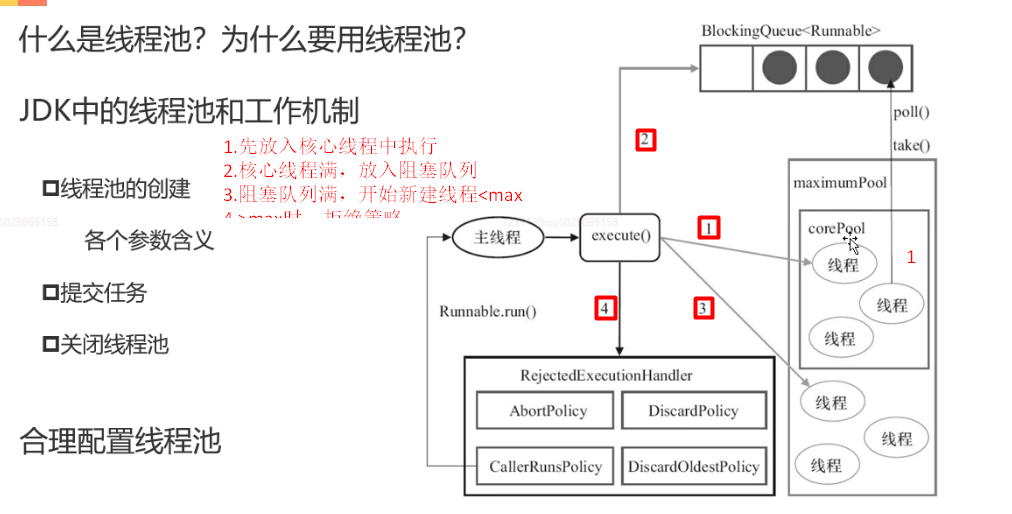 什么是线程池？为什么要用线程池？
JDK中的线程池和工作机制
1.先放入核心线程中执行
2.核心线程满，放入阻塞队列
3.阻塞队列满，开始新建线程<max
4.>max时，拒绝策略
线程池的创建
各个参数含义
提交任务
关闭线程池
合理配置线程池
BlockingQueue<Runnable>
poll()
take()
2
maximumPool
corePool
线程
1
线程
线程
主线程
execute()
1
3
4
Runnable.run()
线程
线程
线程
RejectedExecutionHandler
AbortPolicy
DiscardPolicy
CallerRunsPolicy
DiscardOldestPolicy
1025065158